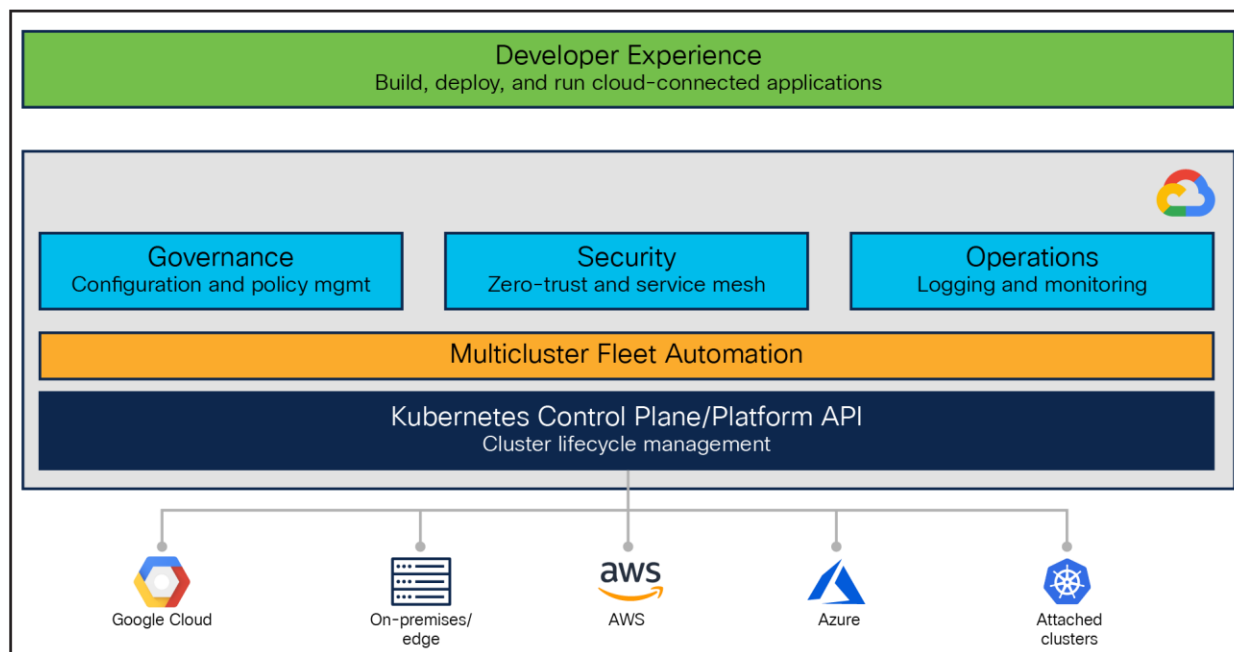 Developer Experience
Build, deploy, and run cloud-connected applications
Governance
Configuration and policy mgmt
Security
Zero-trust and service mesh
Operations
Logging and monitoring
Multicluster Fleet Automation
Kubernetes Control Plane/Platform API
Cluster lifecycle management
Google Cloud
On-premises/
edge
aws
AWS
Azure
Attached
clusters